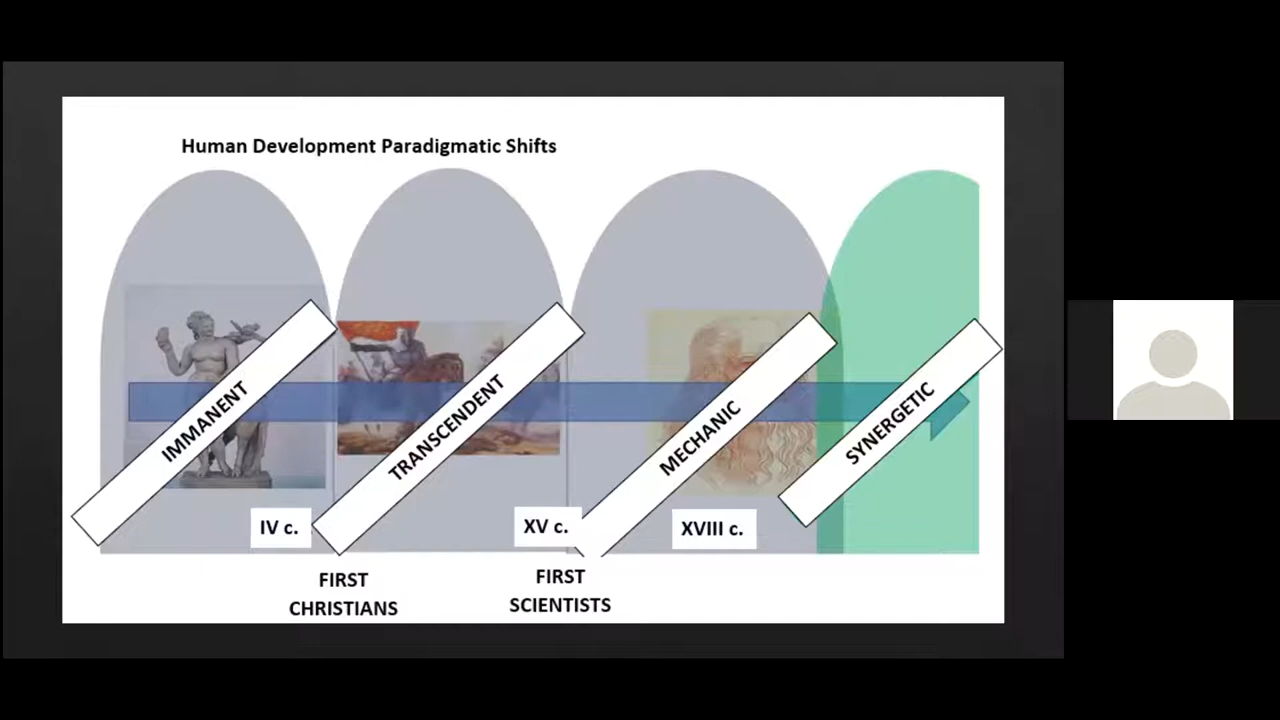 Human Development Paradigmatic Shifts
IMMANENT
TRANSCENDENT
MECHANIC
SYNERGETIC
IV c.
XV c.
XVIII c.
FIRST
CHRISTIANS
FIRST
SCIENTISTS